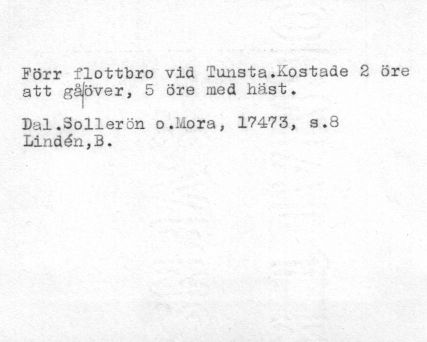 Förr flottbro vid Tunsta.Kostade 2 öre
att gå|över, 5 öre med häst.
Dal.Sollerön o.Mora, 17473, s.8
Lindén,B.